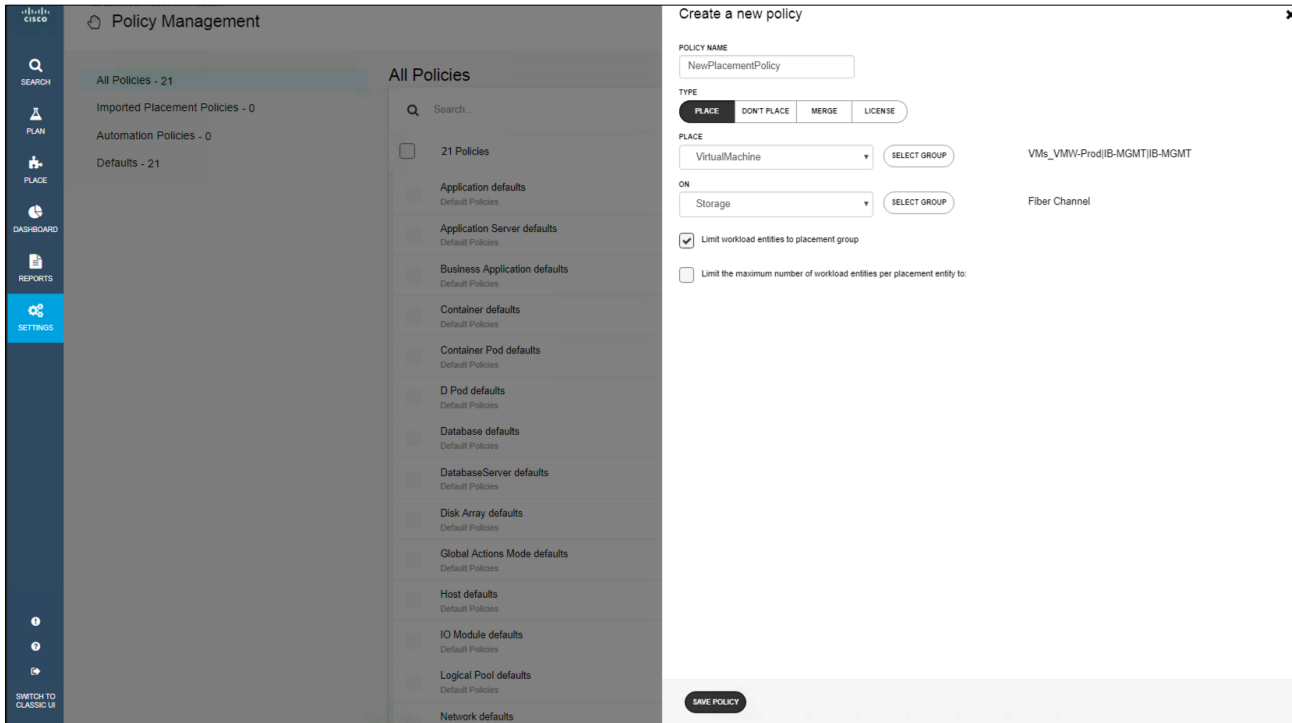 CISCO
SEARCH
PLAN
PLACE
DASHBOARD
REPORTS
SETTINGS
SWITCH TO
CLASSIC UI
Policy Management
All Policies - 21
Imported Placement Policies - 0
Automation Policies - 0
Defaults - 21
All Policies
Search...
21 Policies
Application defaults
Default Policies
Application Server defaults
Default Policies
Business Application defaults
Default Policies
Container defaults
Default Policies
Container Pod defaults
Default Policies
D Pod defaults
Default Policies
Database defaults
Default Policies
DatabaseServer defaults
Default Policies
Disk Array defaults
Default Policies
Global Actions Mode defaults
Default Policies
Host defaults
Default Policies
IO Module defaults
Default Policies
Logical Pool defaults
Default Policies
Network defaults
Create a new policy
POLICY NAME
NewPlacementPolicy
TYPE
PLACE DON'T PLACE MERGE LICENSE
PLACE
VirtualMachine SELECT GROUP VMs_VMW-Prod|IB-MGMT|IB-MGMT
ON
Storage SELECT GROUP Fiber Channel
Limit workload entities to placement group
Limit the maximum number of workload entities per placement entity to:
SAVE POLICY